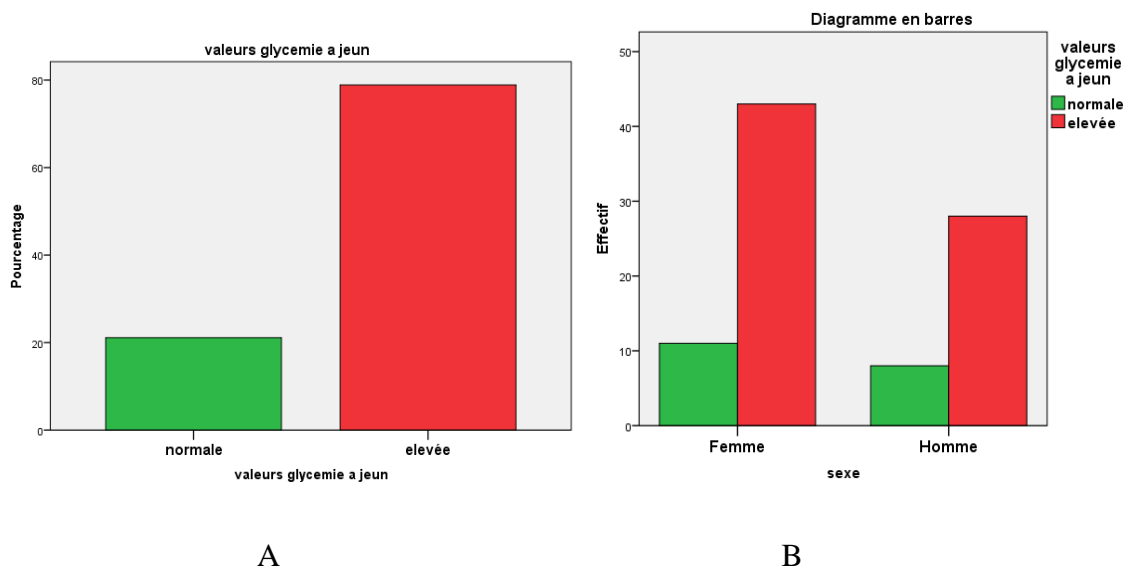 valeurs glycemie a jeun
Pourcentage
80
60
40
20
0
normale
elevée
valeurs glycemie a jeun
A
Diagramme en barres
Effectif
50
40
30
20
10
0
Femme
Homme
sexe
valeurs
glycemie
a jeun
normale
elevée
B